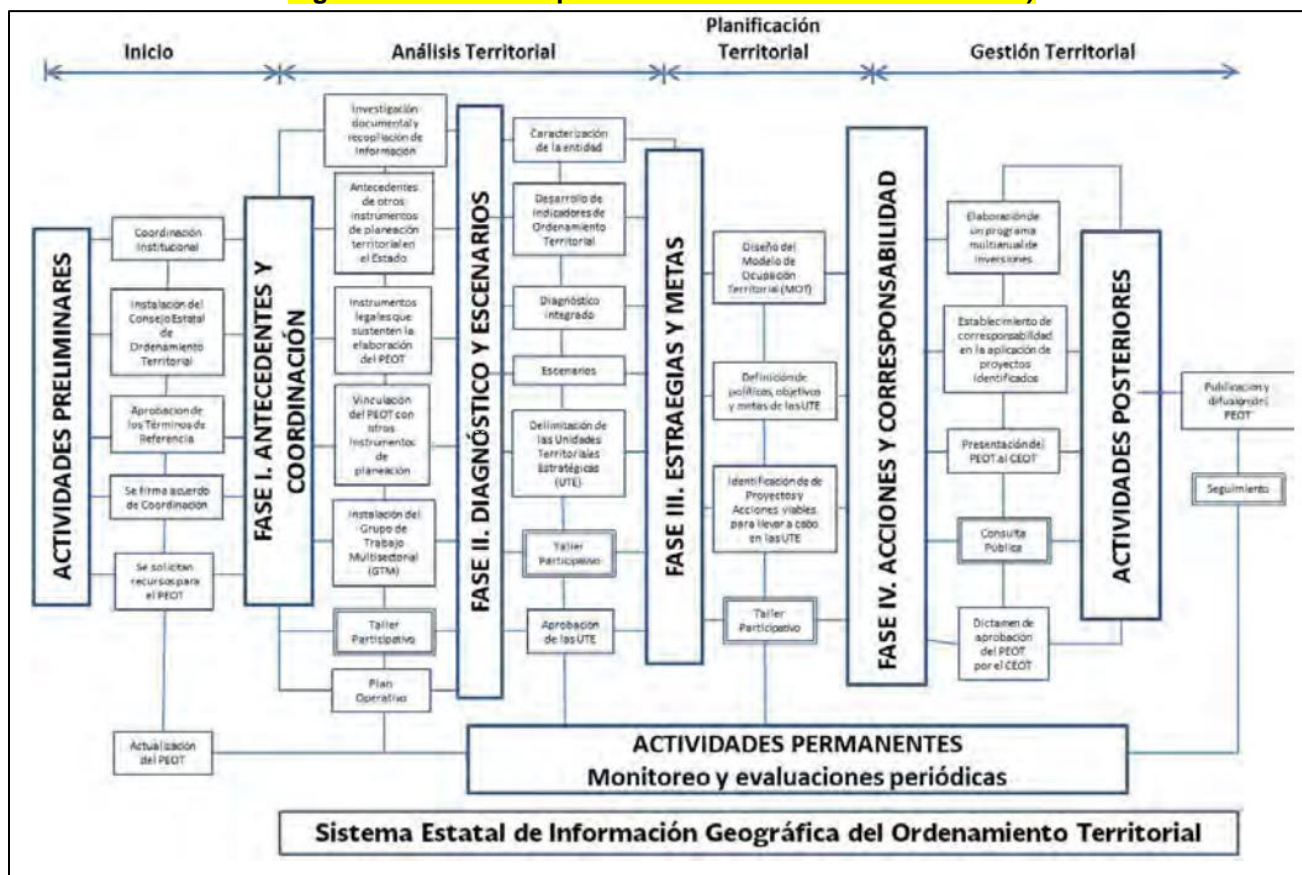 Planificación
Territorial
Inicio
Análisis Territorial
Gestión Territorial
ACTIVIDADES PRELIMINARES
Coordinación
Institucional
Instalación del
Consejo Estatal de
Ordenamiento
Territorial
Aprobacion de
los Términos de
Referencia
Se firma acuerdo
de Coordinación
Se solicitan
recursos para
el PEOT
Actualización
del PEOT
FASE I. ANTECEDENTES Y
COORDINACIÓN
Investigación
documental y
recopilación de
Información
Antecedentes
de otros
instrumentos
de planeación
territorial en
el Estado
Instrumentos
legales que
sustenten la
elaboración
del PEOT
Vinculación
del PEOT con
otros
Instrumentos
de
planeación
Instalación del
Grupo de
Trabajo
Multisectorial
(GTM)
Taller
Participativo
Plan
Operativo
FASE II. DIAGNÓSTICO Y ESCENARIOS
Caracterización
de la entidad
Desarrollo de
Indicadores de
Ordenamiento
Territorial
Diagnóstico
integrado
Escenarios
Delimitación de
las Unidades
Territoriales
Estratégicas
(UTE)
Taller
Participativo
Aprobación
de las UTE
FASE III. ESTRAEGIAS Y METAS
Diseño del
Modelo de
Ocupación
Territorial (MOT)
Definición de
políticas, objetivos
y metas de las UTE
Identificación de de
Proyectos y
Acciones viables
para llevar a cabo
en las UTE
Taller
Participativo
FASE IV. ACCIONES Y CORRESPONSABILIDAD
Elaboración de
un programa
multianual de
Inversiones
Establecimiento de
corresponsabilidad
en la aplicación de
proyectos
identificados
Presentación del
PEOT al CEOT
Consulta
Pública
Dictamen de
aprobación
del PEOT
por el CEOT
ACTIVIDADES POSTERIORES
Publicación y
difusión del
PEOT
Seguimiento
ACTIVIDADES PERMANENTES
Monitoreo y evaluaciones periódicas
Sistema Estatal de Información Geográfica del Ordenamiento Territorial